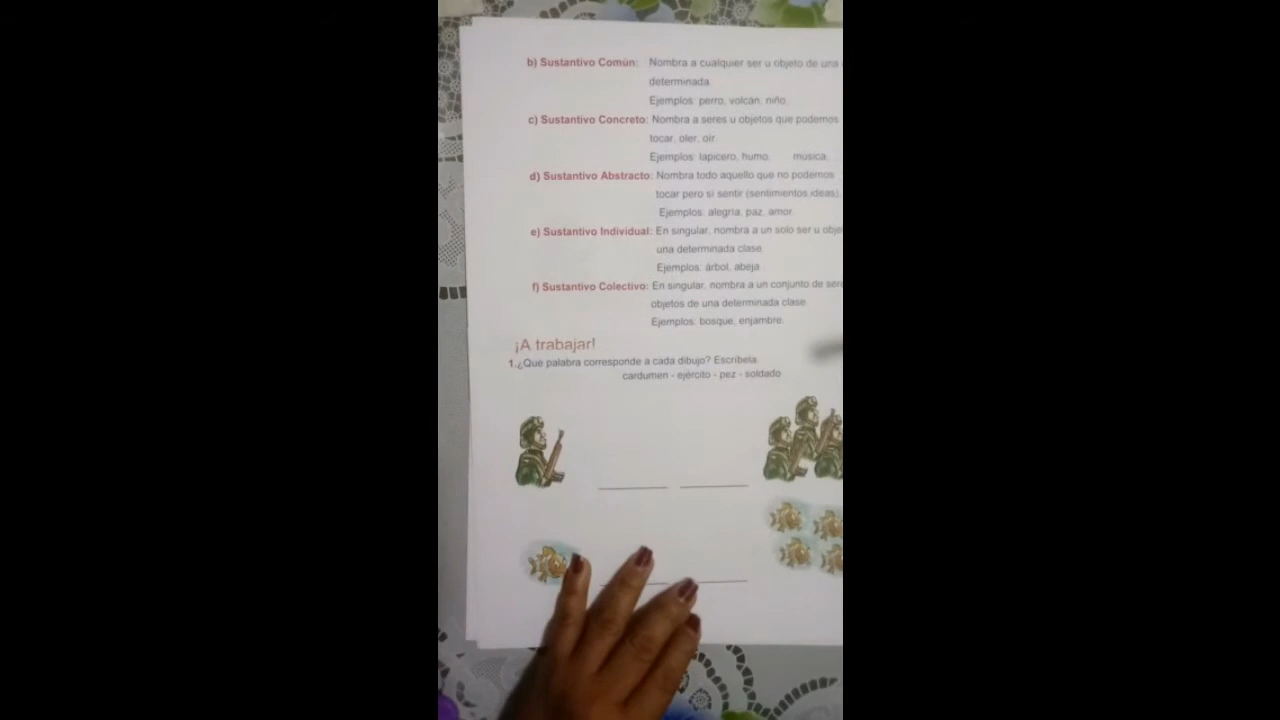 b) Sustantivo Común: Nombra a cualquier ser u objeto de una
determinada.
Ejemplos: perro, volcán, niño.
c) Sustantivo Concreto: Nombra a seres u objetos que podemos
tocar, oler, oír.
Ejemplos: lapicero, humo, música.
d) Sustantivo Abstracto: Nombra todo aquello que no podemos
tocar pero si sentir (sentimientos,ideas).
Ejemplos: alegría, paz, amor.
e) Sustantivo Individual: En singular, nombra a un solo ser u obje
una determinada clase.
Ejemplos: árbol, abeja.
f) Sustantivo Colectivo: En singular, nombra a un conjunto de
objetos de una determinada clase.
Ejemplos: bosque, enjambre.
¡A trabajar!
1.¿Qué palabra corresponde a cada dibujo? Escríbela.
cardumen - ejército - pez - soldado